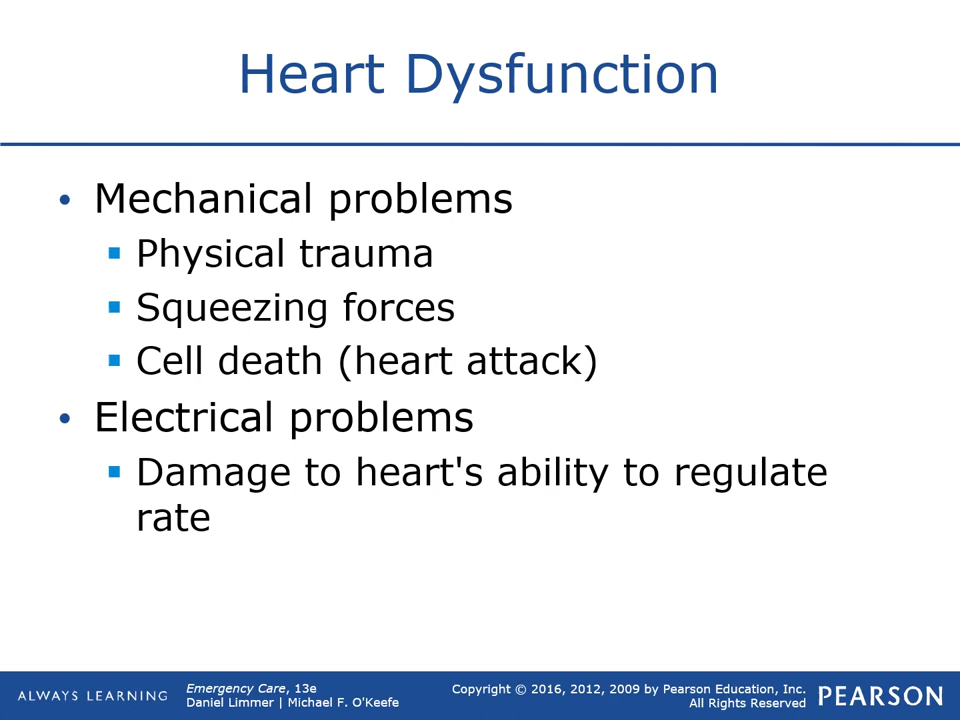 Heart Dysfunction
• Mechanical problems
▪ Physical trauma
▪ Squeezing forces
▪ Cell death (heart attack)
• Electrical problems
▪ Damage to heart's ability to regulate
rate
ALWAYS LEARNING
Emergency Care, 13e
Daniel Limmer | Michael F. O'Keefe
Copyright © 2016, 2012, 2009 by Pearson Education, Inc.
All Rights Reserved
PEARSON